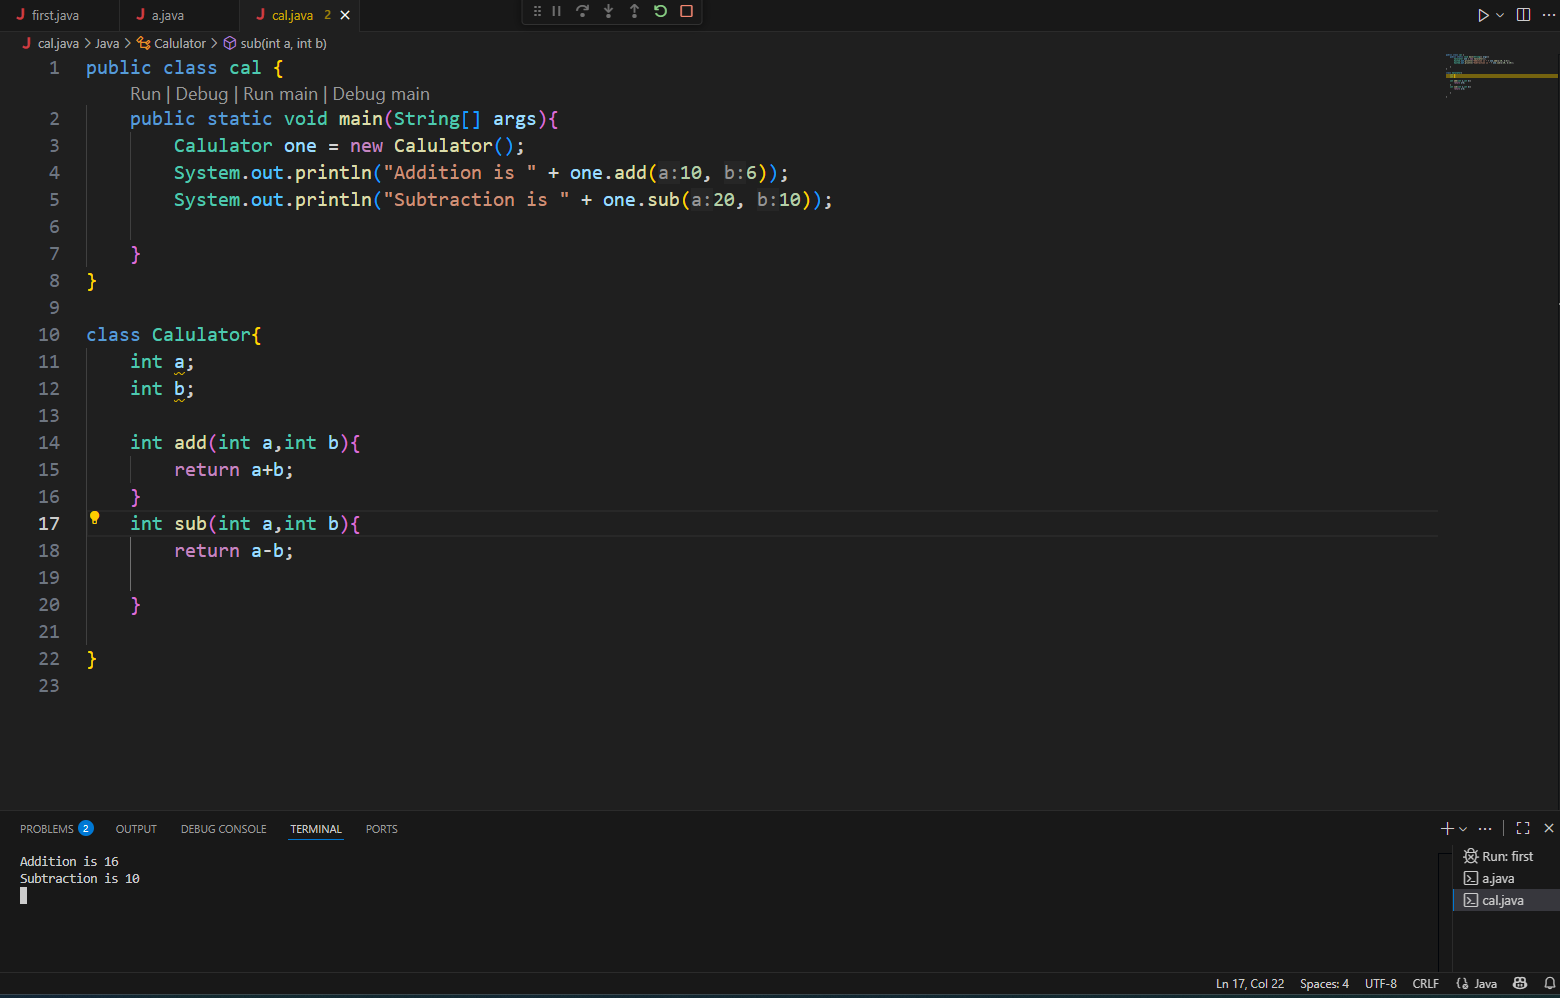 first.java a.java cal.java 2
cal.java > Java > Calulator > sub(int a, int b)
1 public class cal {
Run | Debug | Run main | Debug main
2 public static void main(String[] args){
3 Calulator one = new Calulator();
4 System.out.println("Addition is " + one.add(a:10, b:6));
5 System.out.println("Subtraction is " + one.sub(a:20, b:10));
6
7 }
8 }
9
10 class Calulator{
11 int a;
12 int b;
13
14 int add(int a,int b){
15 return a+b;
16 }
17 int sub(int a,int b){
18 return a-b;
19
20 }
21
22 }
23
PROBLEMS 2 OUTPUT DEBUG CONSOLE TERMINAL PORTS
Addition is 16
Subtraction is 10
Run: first
a.java
cal.java
Ln 17, Col 22 Spaces: 4 UTF-8 CRLF Java